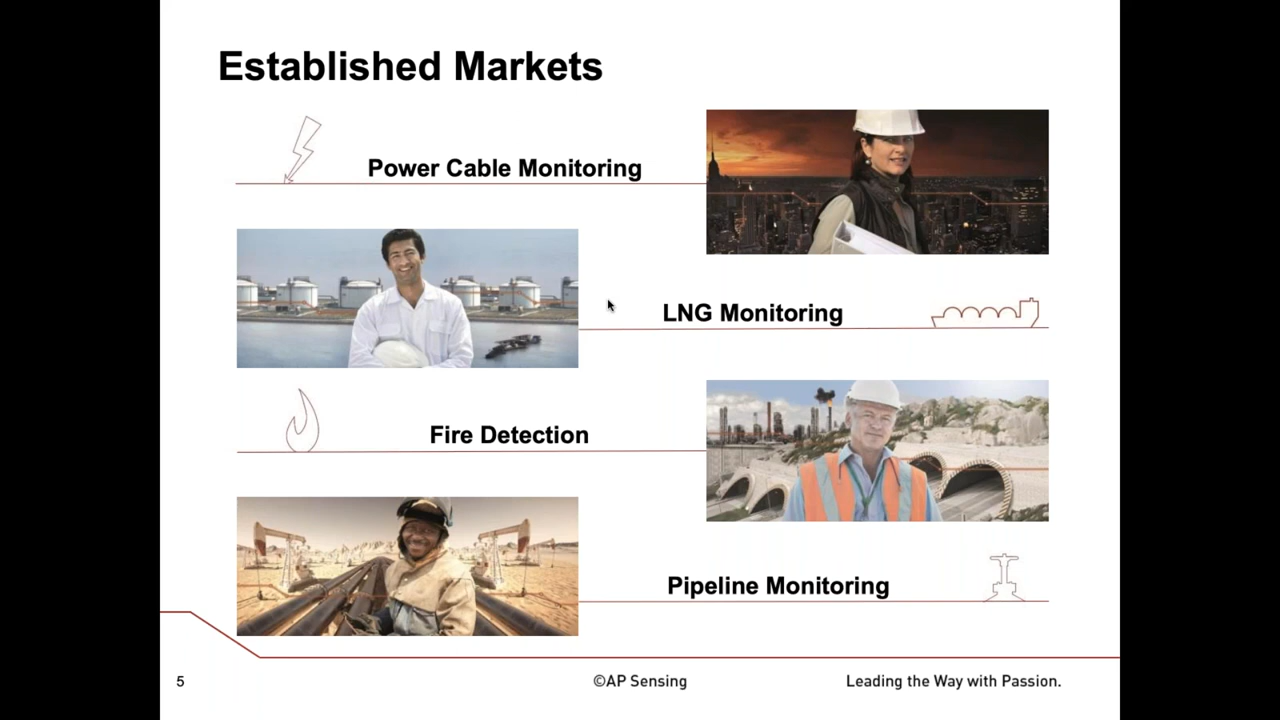 Established Markets
Power Cable Monitoring
LNG Monitoring
Fire Detection
Pipeline Monitoring
5
©AP Sensing
Leading the Way with Passion.